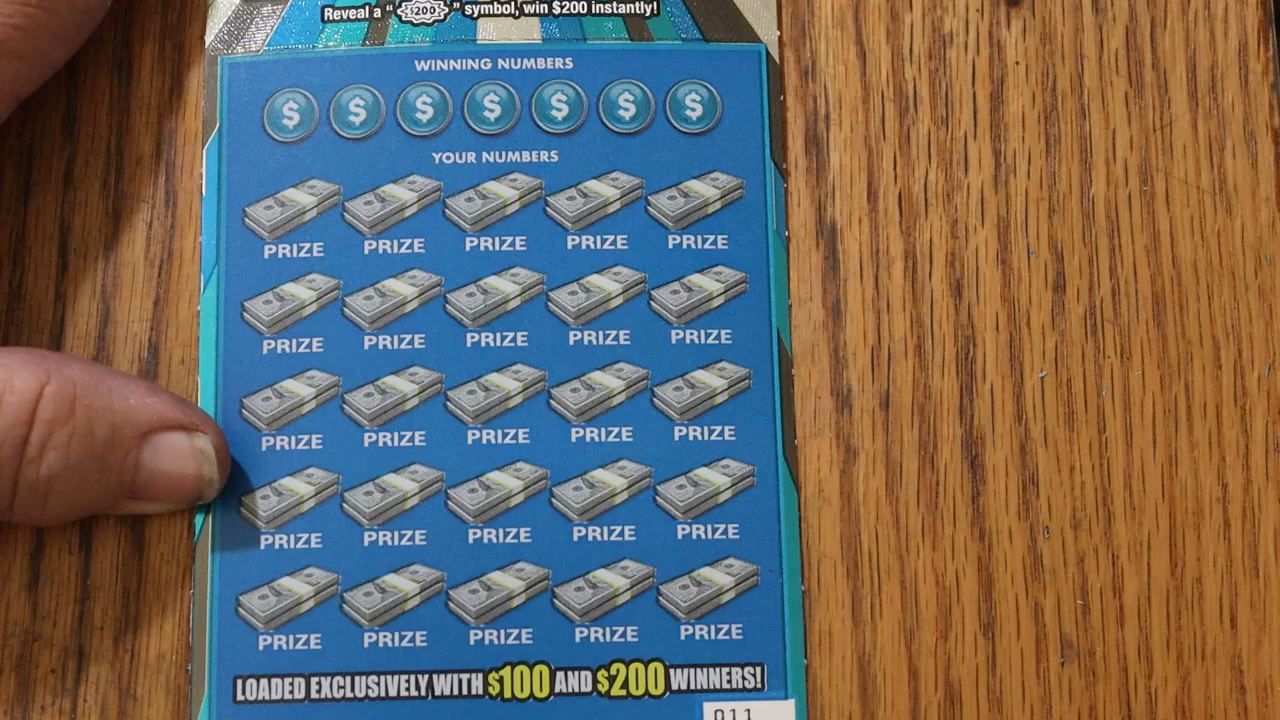 Reveal a "$200" symbol, win $200 instantly!
WINNING NUMBERS
$ $ $ $ $ $ $
YOUR NUMBERS
PRIZE PRIZE PRIZE PRIZE PRIZE
PRIZE PRIZE PRIZE PRIZE PRIZE
PRIZE PRIZE PRIZE PRIZE PRIZE
PRIZE PRIZE PRIZE PRIZE PRIZE
PRIZE PRIZE PRIZE PRIZE PRIZE
LOADED EXCLUSIVELY WITH $100 AND $200 WINNERS!
011